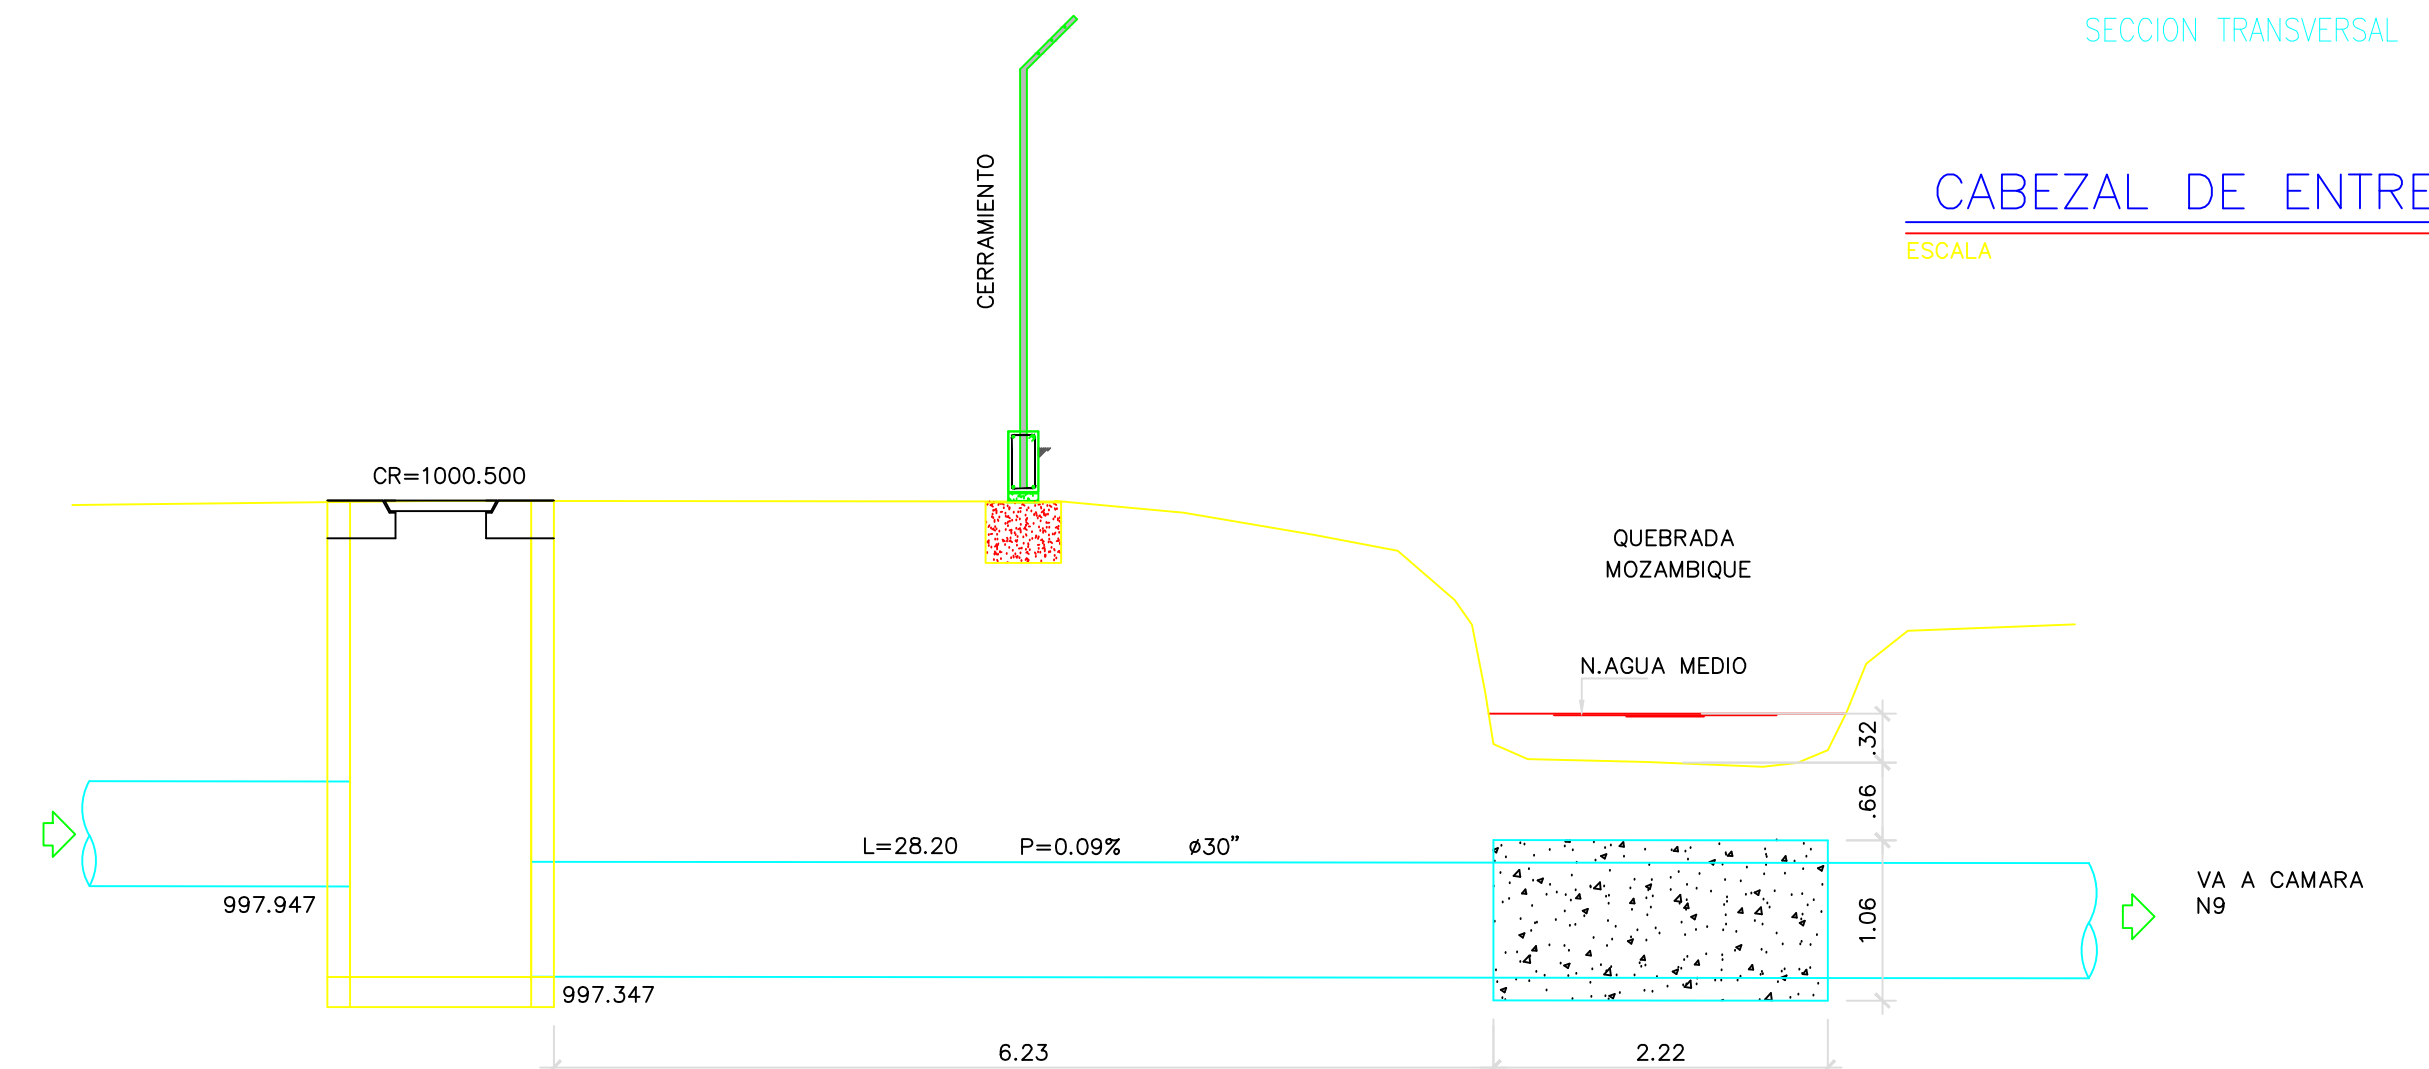 SECCION TRANSVERSAL
CABEZAL DE ENTRE
ESCALA
CERRAMIENTO
CR=1000.500
QUEBRADA
MOZAMBIQUE
N.AGUA MEDIO
.32
.66
1.06
L=28.20 P=0.09% ø30”
997.947
VA A CAMARA
N9
997.347
6.23
2.22